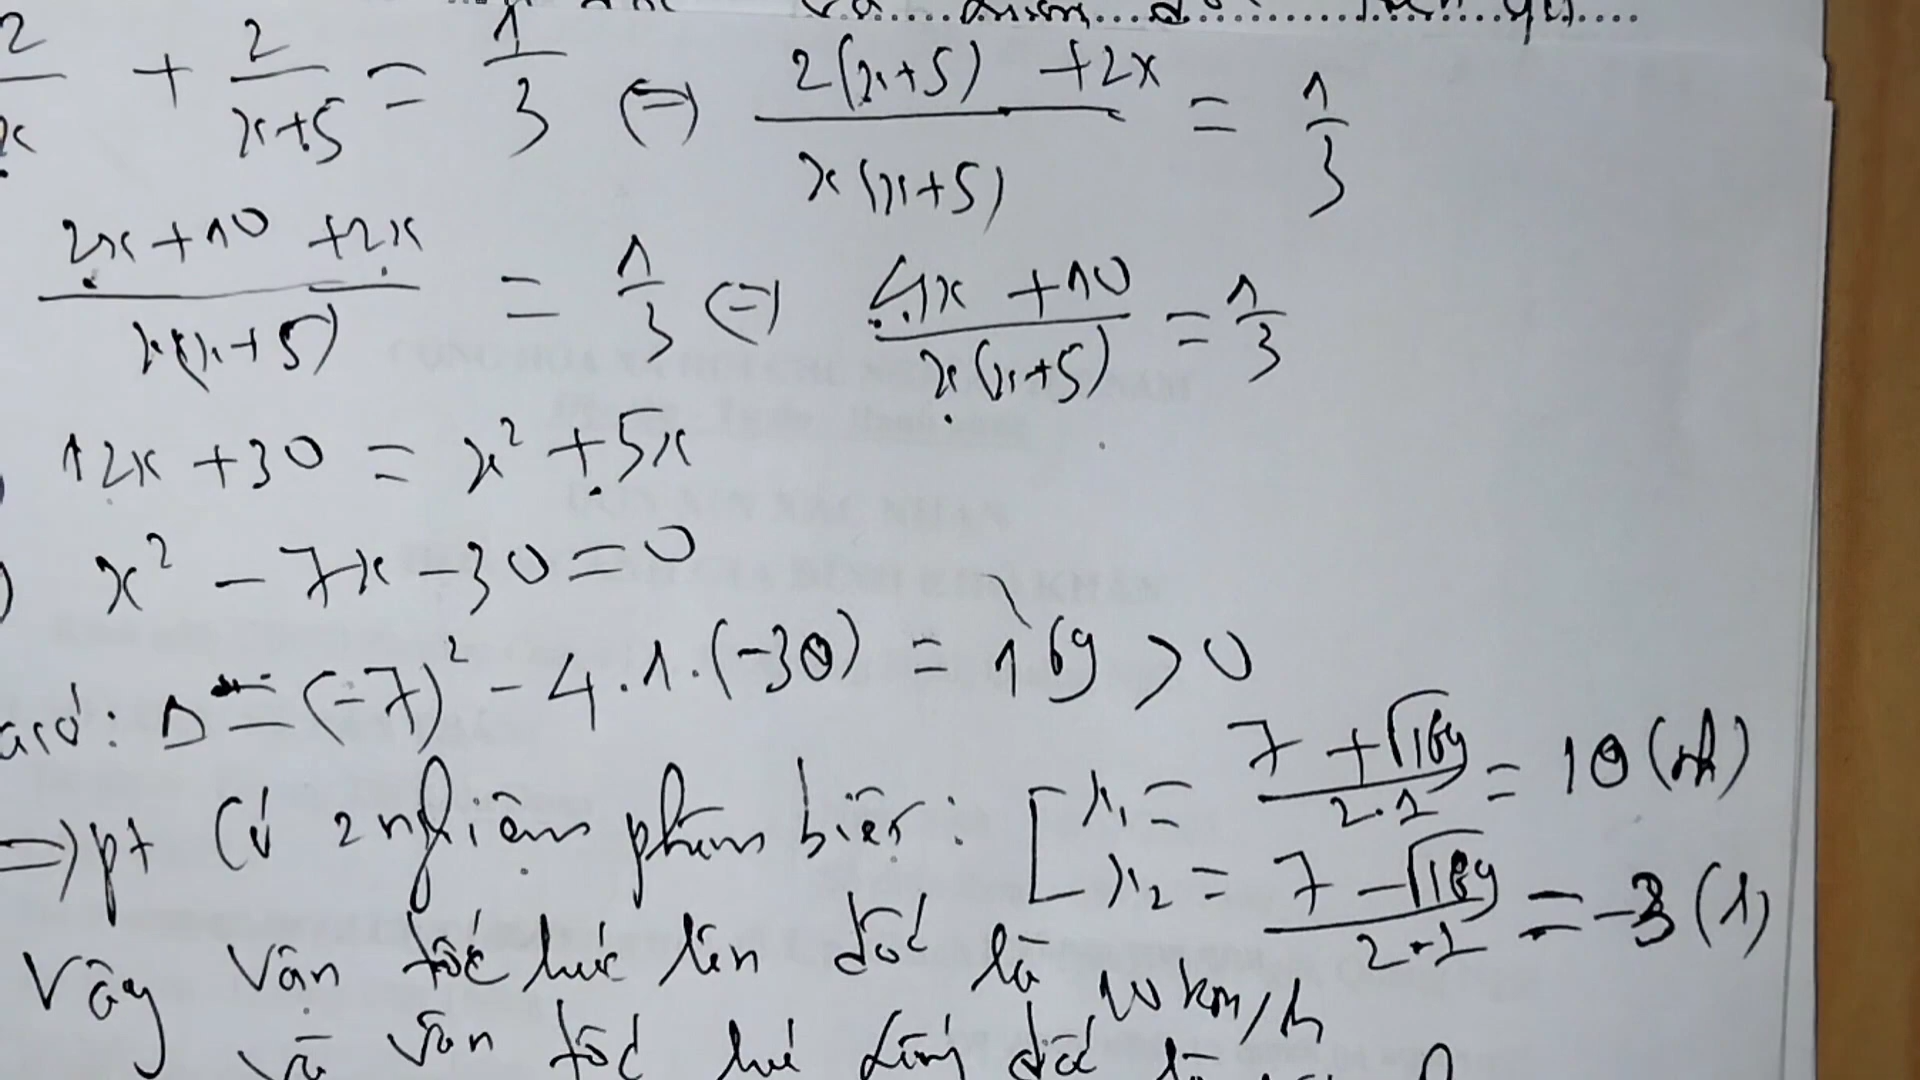 2/x + 2/(x+5) = 1/3 (=) (2(x+5) +2x)/(x(x+5)) = 1/3
(2x+10 +2x)/(x(x+5)) = 1/3 (=) (4x +10)/(x(x+5)) = 1/3
12x +30 = x² +5x
x² - 7x -30=0
có: Δ = (-7)² - 4.1.(-30) = 169 > 0
=> pt Có 2 nghiệm phân biệt: [ x₁ = (7 +√169)/(2.1) = 10 (nh)
x₂ = (7 -√169)/(2.1) = -3 (l)
Vậy vận tốc lúc lên dốc là 10 km/h
và vận tốc lúc xuống dốc là